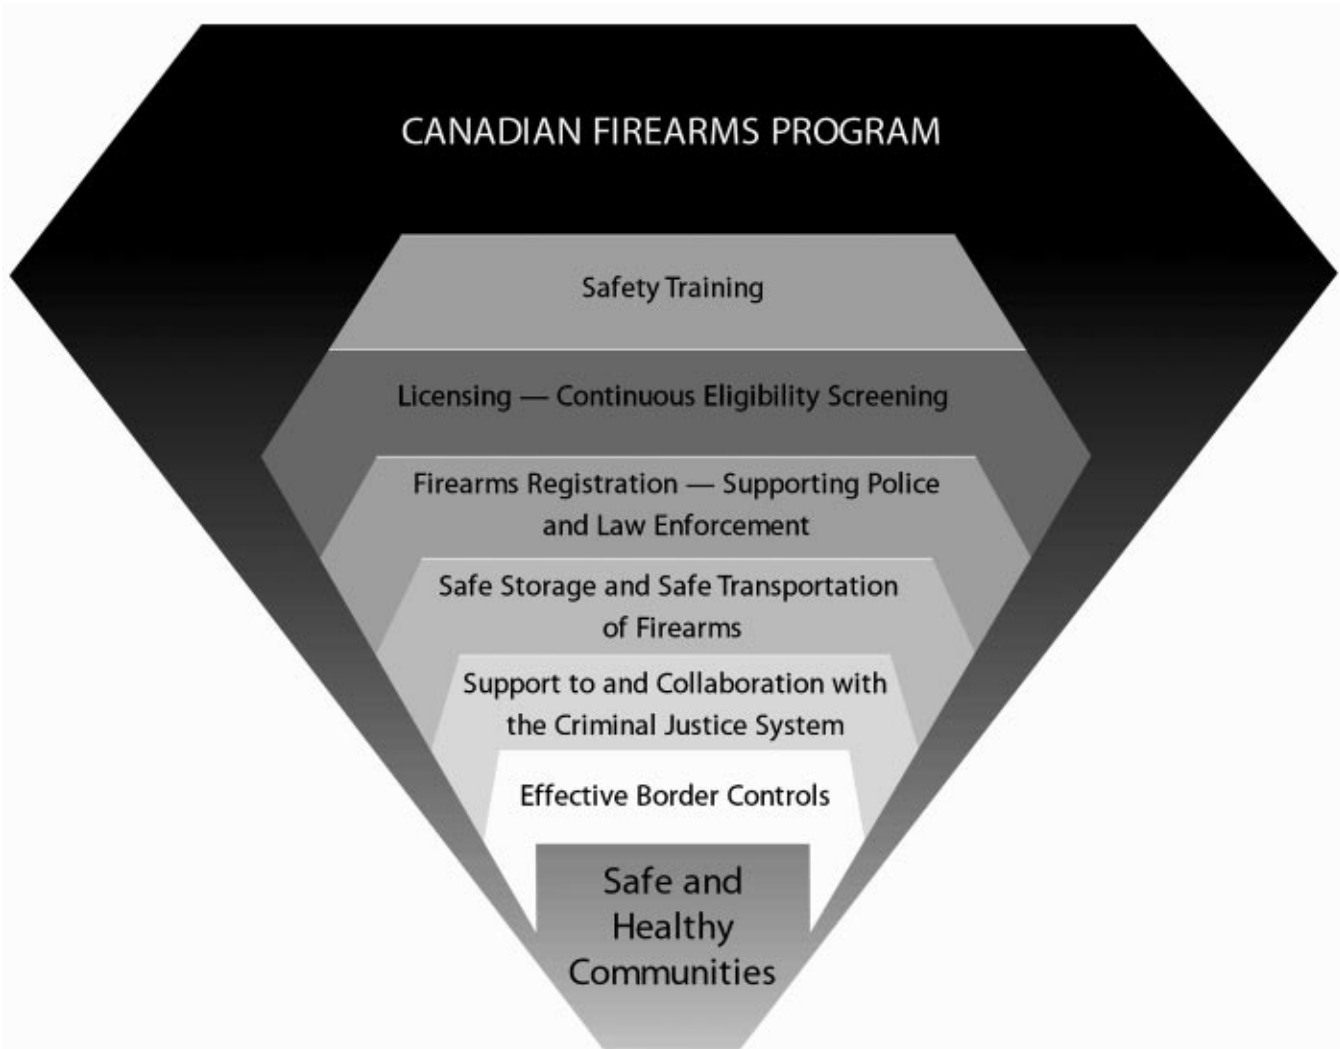 CANADIAN FIREARMS PROGRAM
Safety Training
Licensing — Continuous Eligibility Screening
Firearms Registration — Supporting Police
and Law Enforcement
Safe Storage and Safe Transportation
of Firearms
Support to and Collaboration with
the Criminal Justice System
Effective Border Controls
Safe and
Healthy
Communities